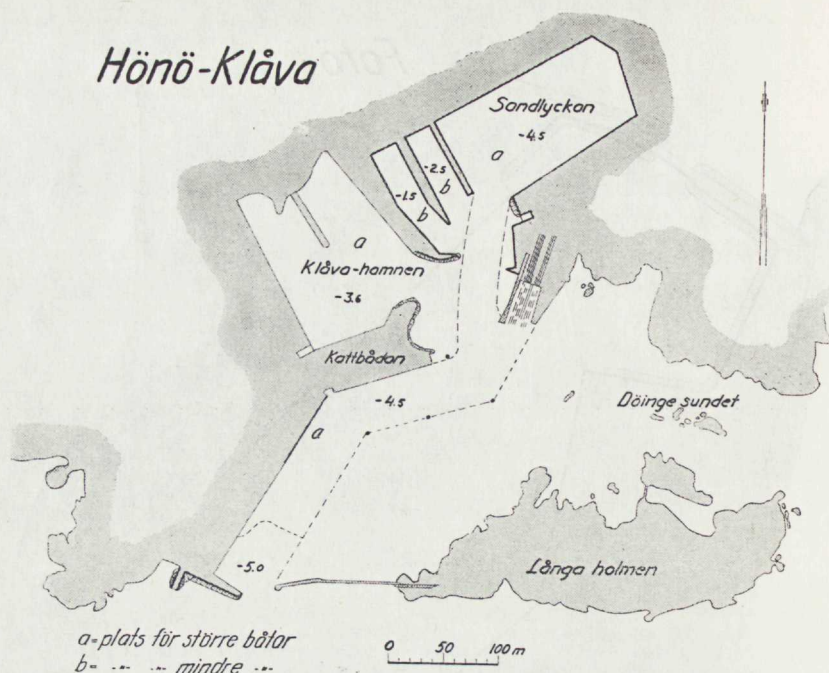 Hönö-Klåva
Sandlyckan
-4.5
a
-2.5
b
-1.5
b
a
Klåva-hamnen
-3.6
Kattbådan
-4.5
a
Döinge sundet
-5.0
Långa holmen
a=plats för större båtar
b= -"- -"- mindre -"-
0 50 100 m